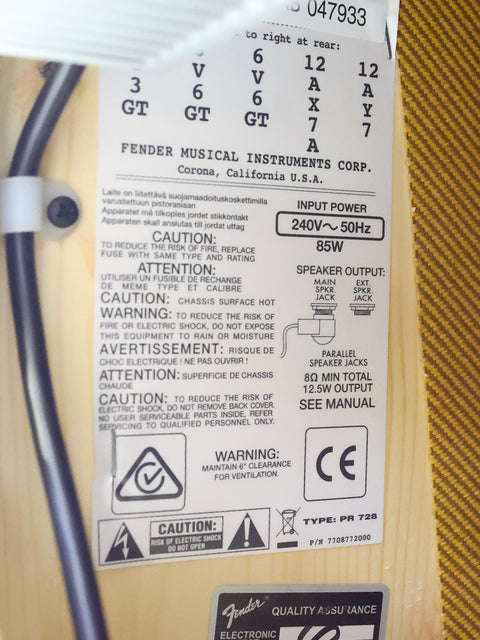 047933
to right at rear:
6 12 12
3 V V A A
GT 6 6 X Y
GT GT 7 7
A
FENDER MUSICAL INSTRUMENTS CORP.
Corona, California U.S.A.
Laite on liitettävä suojamaadoituskoskettimilla
varustettuun pistorasiaan
Apparatet må tilkoples jordet stikkontakt
Apparaten skall anslutas till jordat uttag
CAUTION:
TO REDUCE THE RISK OF FIRE, REPLACE
FUSE WITH SAME TYPE AND RATING
ATTENTION:
UTILISER UN FUSIBLE DE RECHANGE
DE MEME TYPE ET CALIBRE
CAUTION: CHASSIS SURFACE HOT
WARNING: TO REDUCE THE RISK OF
FIRE OR ELECTRIC SHOCK, DO NOT EXPOSE
THIS EQUIPMENT TO RAIN OR MOISTURE
AVERTISSEMENT: RISQUE DE
CHOC ELECTRIQUE ! NE PAS OUVRIR !
ATTENTION: SUPERFICIE DE CHASSIS
CHAUDE
CAUTION: TO REDUCE THE RISK OF
ELECTRIC SHOCK, DO NOT REMOVE BACK COVER.
NO USER SERVICEABLE PARTS INSIDE, REFER
SERVICING TO QUALIFIED PERSONNEL ONLY.
INPUT POWER
240V~ 50Hz
85W
SPEAKER OUTPUT:
MAIN SPKR. JACK
EXT. SPKR. JACK
PARALLEL
SPEAKER JACKS
8Ω MIN TOTAL
12.5W OUTPUT
SEE MANUAL
WARNING:
MAINTAIN 6" CLEARANCE
FOR VENTILATION.
CE
CAUTION:
RISK OF ELECTRIC SHOCK
DO NOT OPEN
TYPE: PR 728
P/N 7708772000
Fender QUALITY ASSURANCE
ELECTRONIC